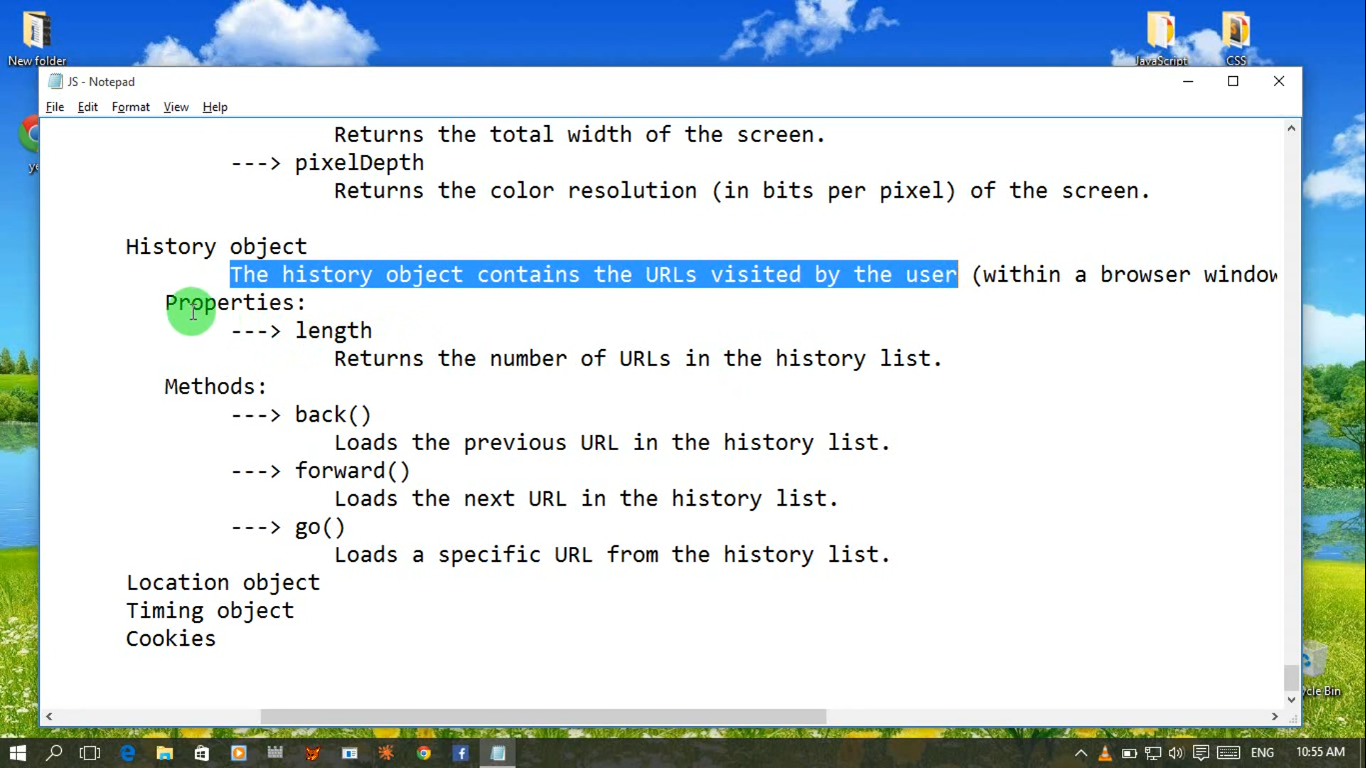 New folder
JavaScript
CSS
JS - Notepad
File Edit Format View Help
Returns the total width of the screen.
---> pixelDepth
Returns the color resolution (in bits per pixel) of the screen.
History object
The history object contains the URLs visited by the user (within a browser window
Properties:
---> length
Returns the number of URLs in the history list.
Methods:
---> back()
Loads the previous URL in the history list.
---> forward()
Loads the next URL in the history list.
---> go()
Loads a specific URL from the history list.
Location object
Timing object
Cookies
cle Bin
ENG
10:55 AM